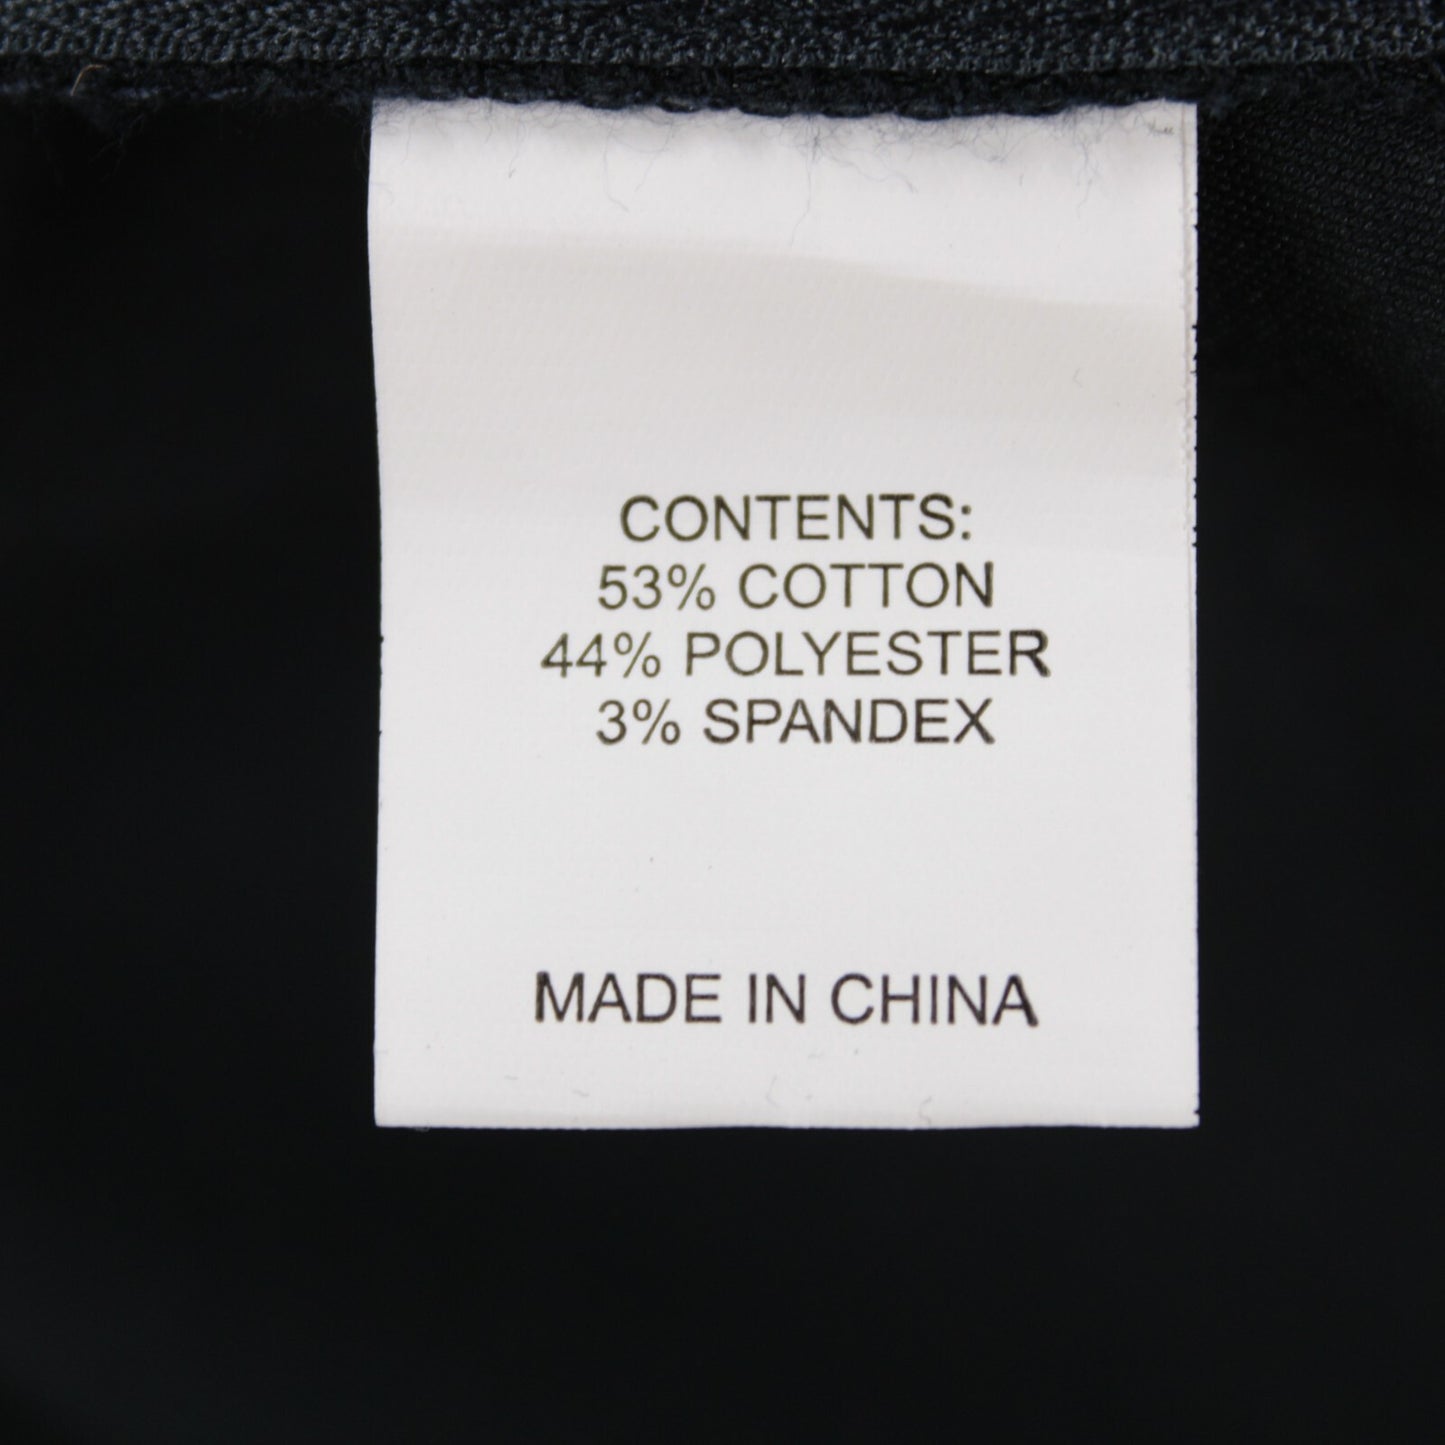 CONTENTS:
53% COTTON
44% POLYESTER
3% SPANDEX
MADE IN CHINA